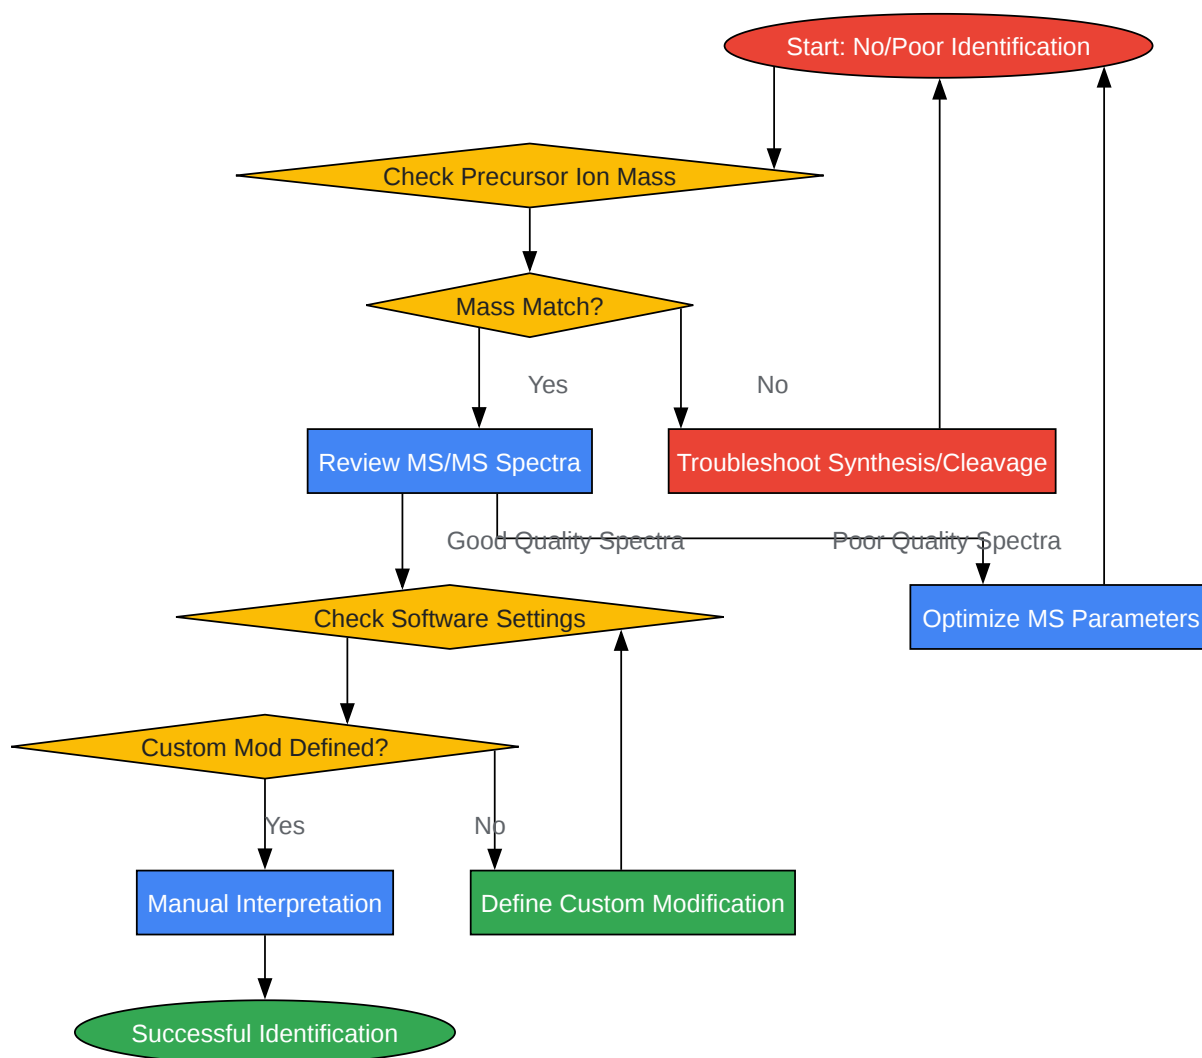 Start: No/Poor Identification
Check Precursor Ion Mass
Mass Match?
Yes
No
Review MS/MS Spectra
Troubleshoot Synthesis/Cleavage
Good Quality Spectra
Poor Quality Spectra
Check Software Settings
Optimize MS Parameters
Custom Mod Defined?
Yes
No
Manual Interpretation
Define Custom Modification
Successful Identification